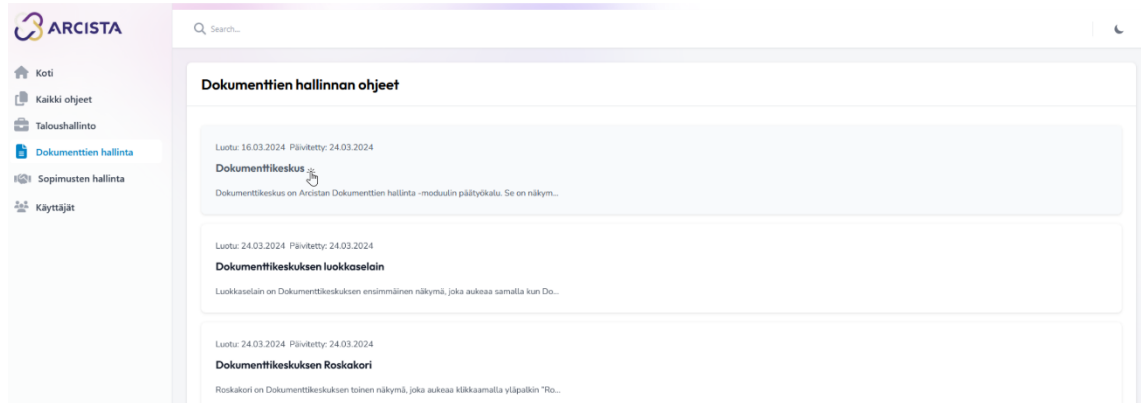 ARCISTA
Search...
Koti
Kaikki ohjeet
Taloushallinto
Dokumenttien hallinta
Sopimusten hallinta
Käyttäjät
Dokumenttien hallinnan ohjeet
Luotu: 16.03.2024 Päivitetty: 24.03.2024
Dokumenttikeskus
Dokumenttikeskus on Arcistan Dokumenttien hallinta -moduulin päätyökalu. Se on näkym...
Luotu: 24.03.2024 Päivitetty: 24.03.2024
Dokumenttikeskuksen luokkaselain
Luokkaselain on Dokumenttikeskuksen ensimmäinen näkymä, joka aukeaa samalla kun Do...
Luotu: 24.03.2024 Päivitetty: 24.03.2024
Dokumenttikeskuksen Roskakori
Roskakori on Dokumenttikeskuksen toinen näkymä, joka aukeaa klikkaamalla yläpalkin "Ro...